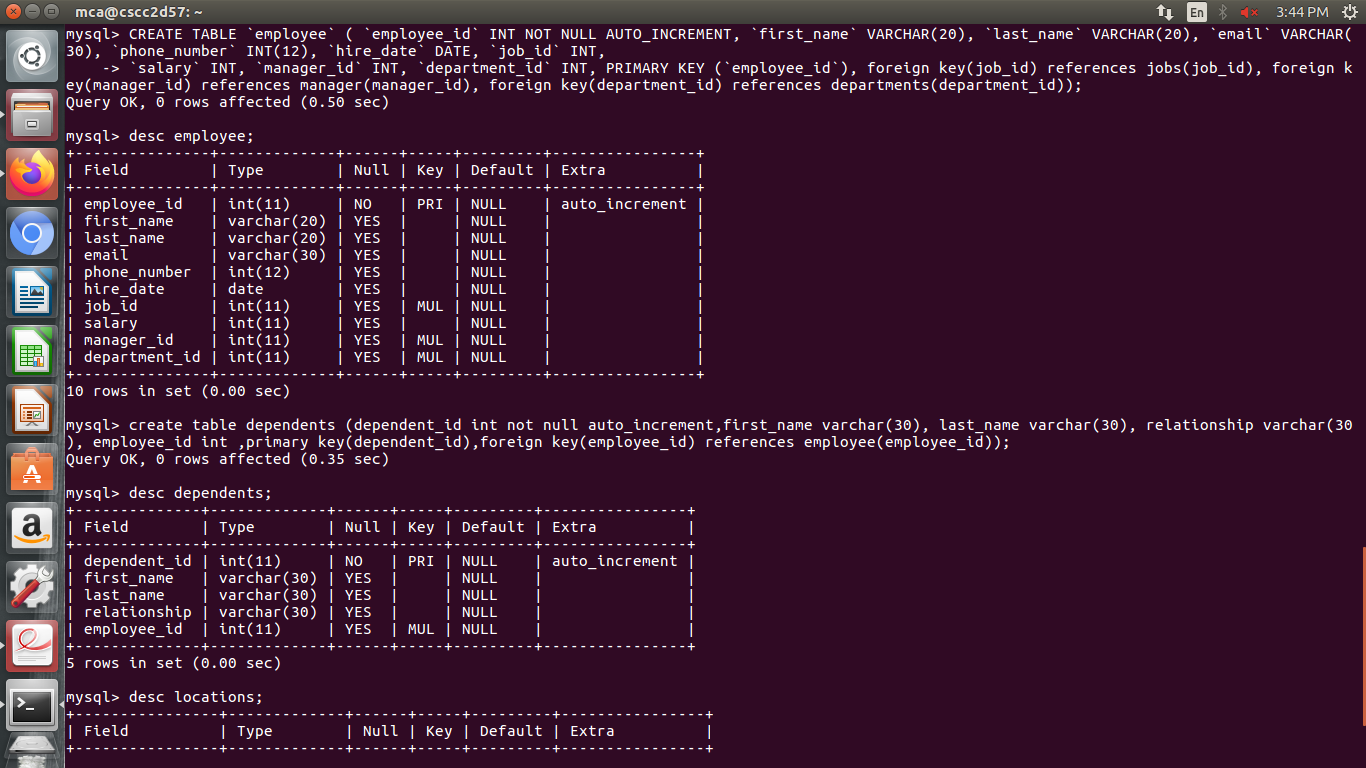 mca@cscc2d57: ~
En
3:44 PM
mysql> CREATE TABLE `employee` ( `employee_id` INT NOT NULL AUTO_INCREMENT, `first_name` VARCHAR(20), `last_name` VARCHAR(20), `email` VARCHAR(
30), `phone_number` INT(12), `hire_date` DATE, `job_id` INT,
    -> `salary` INT, `manager_id` INT, `department_id` INT, PRIMARY KEY (`employee_id`), foreign key(job_id) references jobs(job_id), foreign k
ey(manager_id) references manager(manager_id), foreign key(department_id) references departments(department_id));
Query OK, 0 rows affected (0.50 sec)
mysql> desc employee;
+---------------+-------------+------+-----+---------+----------------+
| Field         | Type        | Null | Key | Default | Extra          |
+---------------+-------------+------+-----+---------+----------------+
| employee_id   | int(11)     | NO   | PRI | NULL    | auto_increment |
| first_name    | varchar(20) | YES  |     | NULL    |                |
| last_name     | varchar(20) | YES  |     | NULL    |                |
| email         | varchar(30) | YES  |     | NULL    |                |
| phone_number  | int(12)     | YES  |     | NULL    |                |
| hire_date     | date        | YES  |     | NULL    |                |
| job_id        | int(11)     | YES  | MUL | NULL    |                |
| salary        | int(11)     | YES  |     | NULL    |                |
| manager_id    | int(11)     | YES  | MUL | NULL    |                |
| department_id | int(11)     | YES  | MUL | NULL    |                |
+---------------+-------------+------+-----+---------+----------------+
10 rows in set (0.00 sec)
mysql> create table dependents (dependent_id int not null auto_increment,first_name varchar(30), last_name varchar(30), relationship varchar(30
), employee_id int ,primary key(dependent_id),foreign key(employee_id) references employee(employee_id));
Query OK, 0 rows affected (0.35 sec)
mysql> desc dependents;
+--------------+-------------+------+-----+---------+----------------+
| Field        | Type        | Null | Key | Default | Extra          |
+--------------+-------------+------+-----+---------+----------------+
| dependent_id | int(11)     | NO   | PRI | NULL    | auto_increment |
| first_name   | varchar(30) | YES  |     | NULL    |                |
| last_name    | varchar(30) | YES  |     | NULL    |                |
| relationship | varchar(30) | YES  |     | NULL    |                |
| employee_id  | int(11)     | YES  | MUL | NULL    |                |
+--------------+-------------+------+-----+---------+----------------+
5 rows in set (0.00 sec)
mysql> desc locations;
+----------------+-------------+------+-----+---------+----------------+
| Field          | Type        | Null | Key | Default | Extra          |
+----------------+-------------+------+-----+---------+----------------+